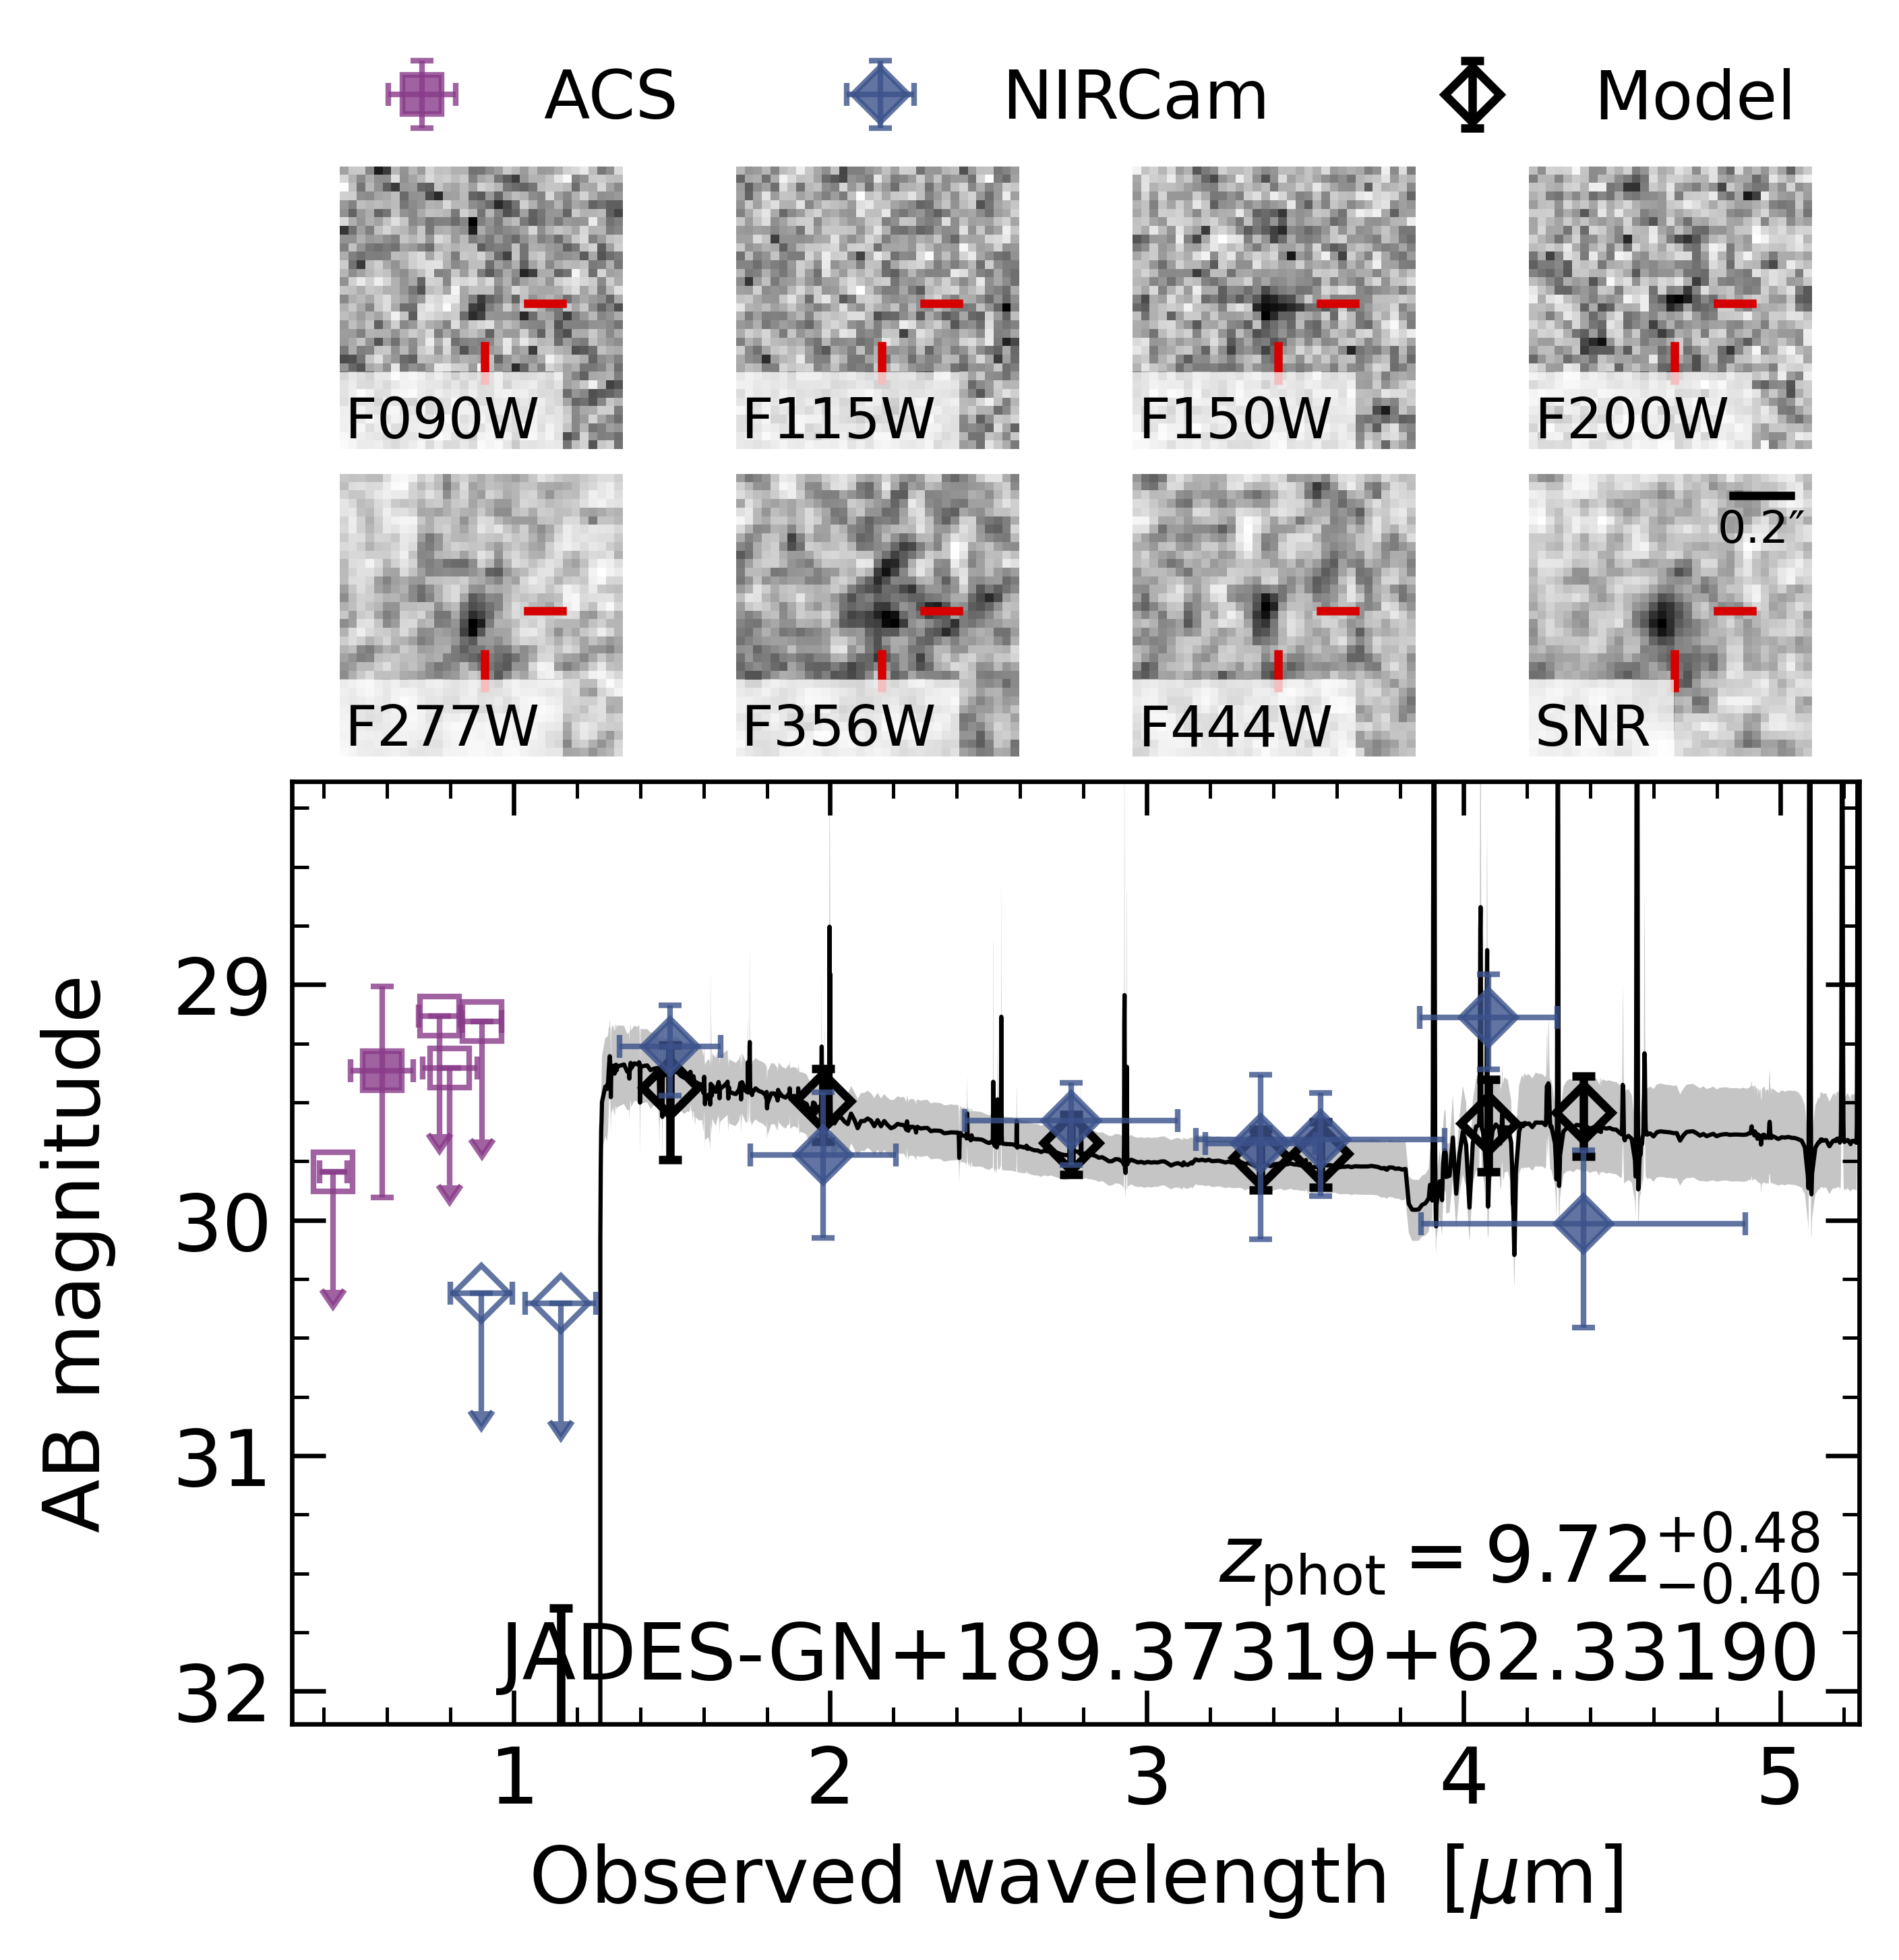 ACS NIRCam Model
F090W F115W F150W F200W
0.2″
F277W F356W F444W SNR
29
30
31
32
AB magnitude
z_phot = 9.72 +0.48 −0.40
JADES-GN+189.37319+62.33190
1 2 3 4 5
Observed wavelength [μm]